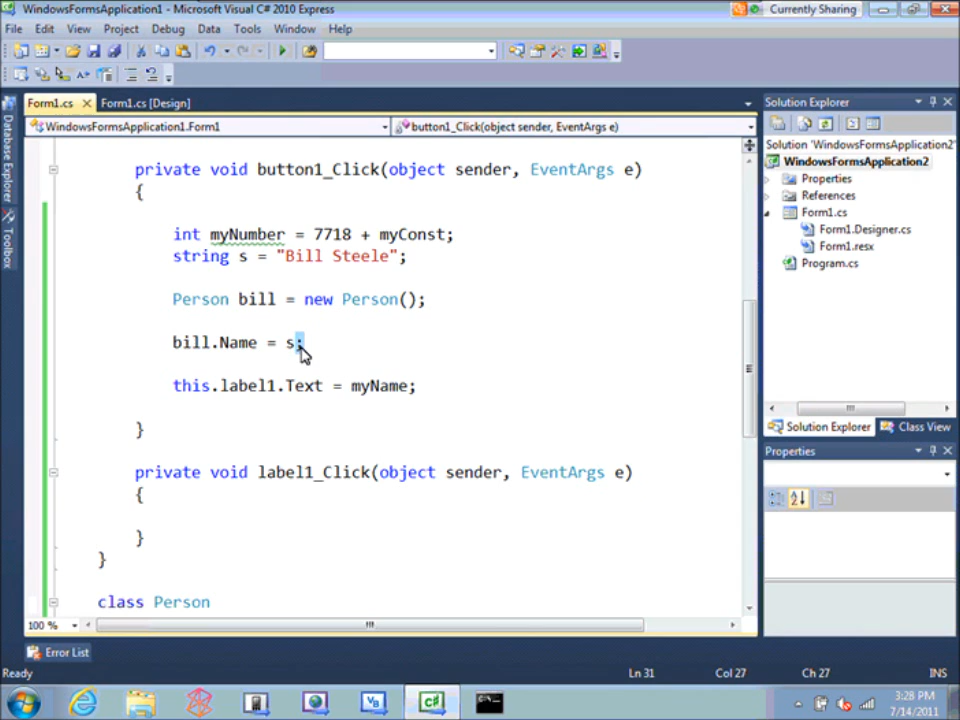 WindowsFormsApplication1 - Microsoft Visual C# 2010 Express
Currently Sharing
File Edit View Project Debug Data Tools Window Help
Form1.cs
Form1.cs [Design]
WindowsFormsApplication1.Form1
button1_Click(object sender, EventArgs e)
Database Explorer
Toolbox
private void button1_Click(object sender, EventArgs e)
{
int myNumber = 7718 + myConst;
string s = "Bill Steele";
Person bill = new Person();
bill.Name = s;
this.label1.Text = myName;
}
private void label1_Click(object sender, EventArgs e)
{
}
}
class Person
100 %
Solution Explorer
Solution 'WindowsFormsApplication2'
WindowsFormsApplication2
Properties
References
Form1.cs
Form1.Designer.cs
Form1.resx
Program.cs
Solution Explorer
Class View
Properties
Error List
Ready
Ln 31
Col 27
Ch 27
INS
3:28 PM
7/14/2011